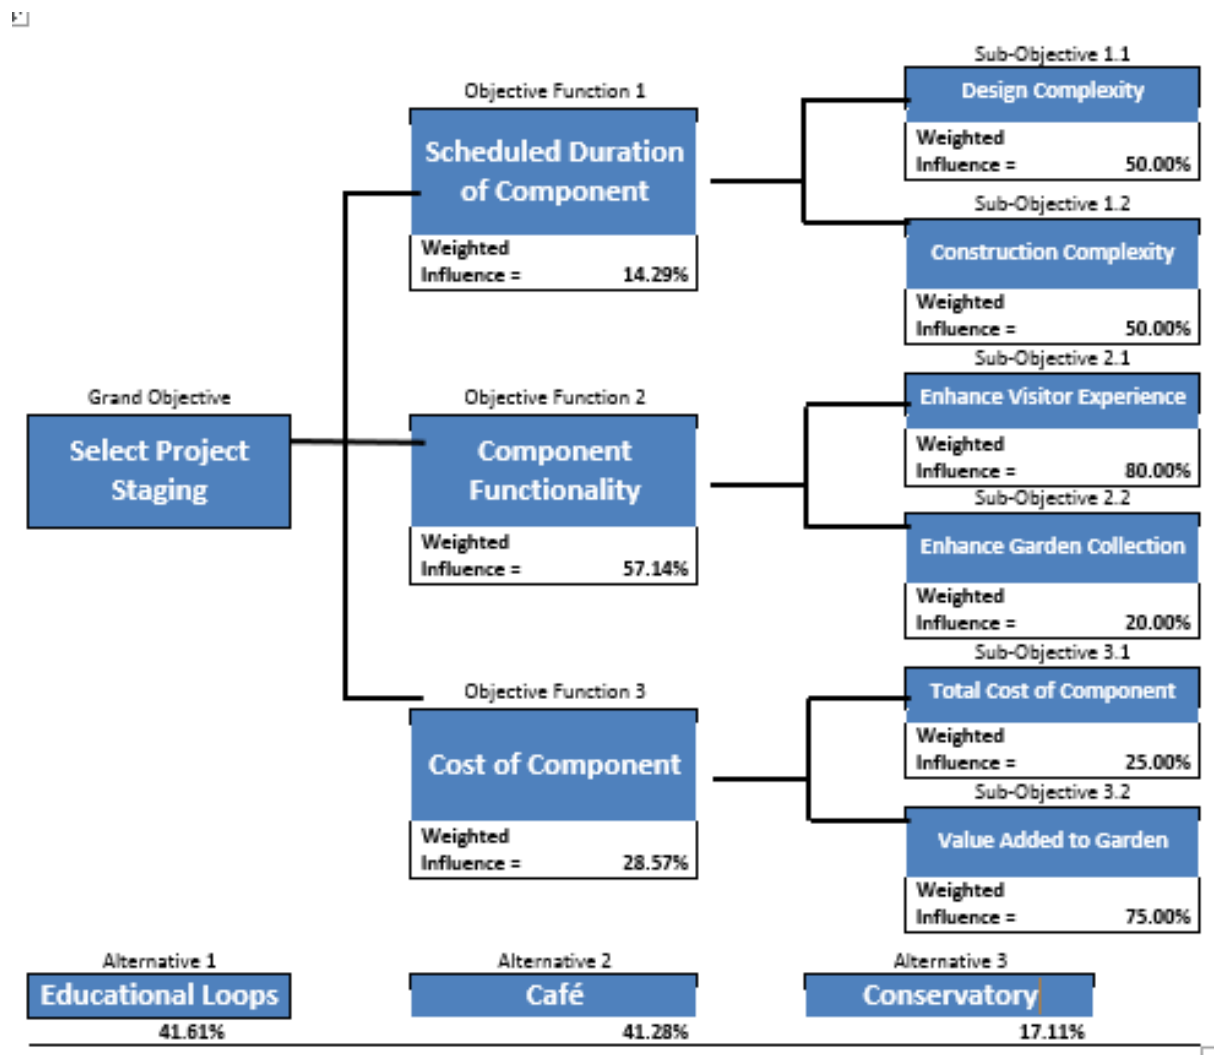 Sub-Objective 1.1
Design Complexity
Weighted
Influence = 50.00%
Objective Function 1
Scheduled Duration
of Component
Weighted
Influence = 14.29%
Sub-Objective 1.2
Construction Complexity
Weighted
Influence = 50.00%
Sub-Objective 2.1
Enhance Visitor Experience
Weighted
Influence = 80.00%
Grand Objective
Select Project
Staging
Objective Function 2
Component
Functionality
Weighted
Influence = 57.14%
Sub-Objective 2.2
Enhance Garden Collection
Weighted
Influence = 20.00%
Sub-Objective 3.1
Total Cost of Component
Weighted
Influence = 25.00%
Objective Function 3
Cost of Component
Weighted
Influence = 28.57%
Sub-Objective 3.2
Value Added to Garden
Weighted
Influence = 75.00%
Alternative 1
Educational Loops
41.61%
Alternative 2
Café
41.28%
Alternative 3
Conservatory
17.11%